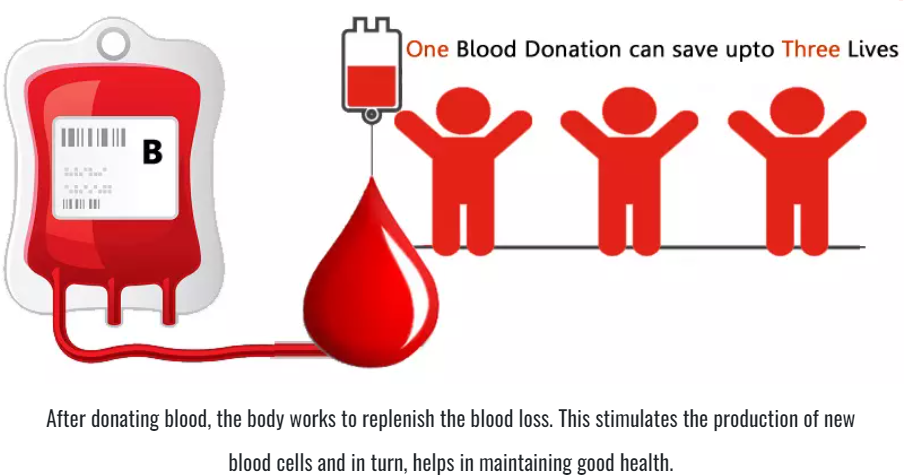 One Blood Donation can save upto Three Lives
B
After donating blood, the body works to replenish the blood loss. This stimulates the production of new
blood cells and in turn, helps in maintaining good health.